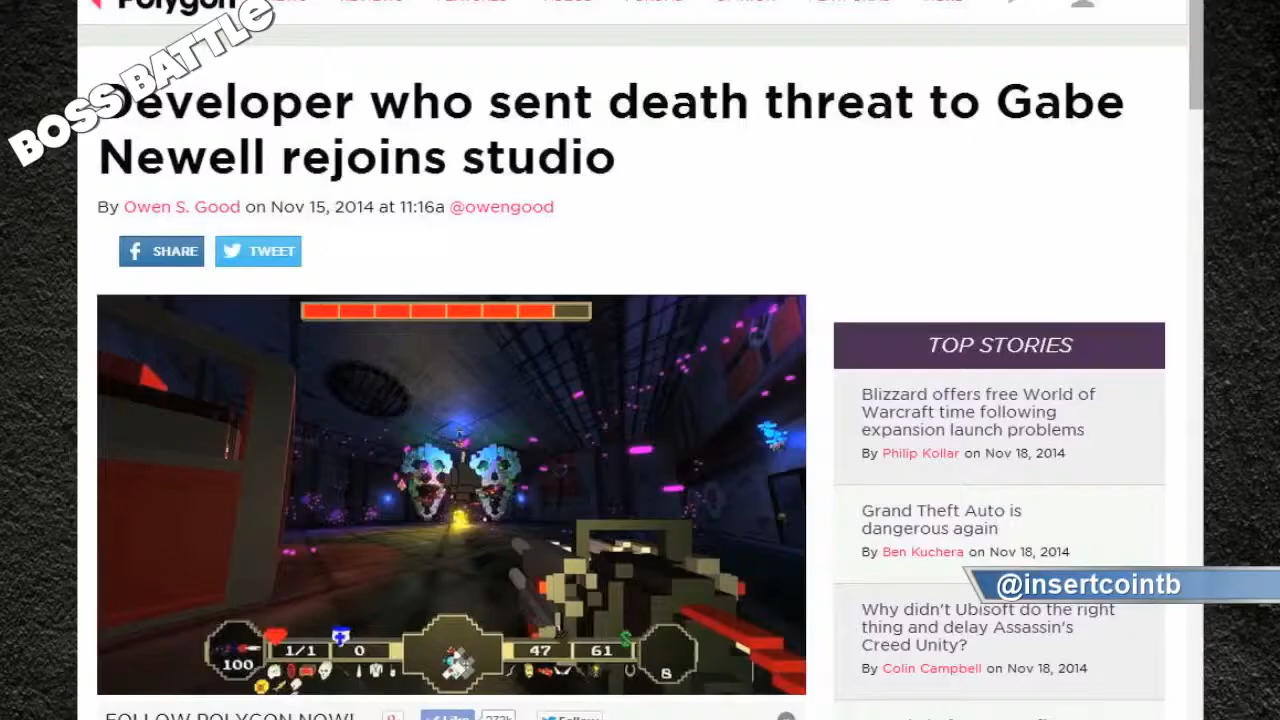 Polygon
BOSS BATTLE
Developer who sent death threat to Gabe
Newell rejoins studio
By Owen S. Good on Nov 15, 2014 at 11:16a @owengood
SHARE TWEET
TOP STORIES
Blizzard offers free World of
Warcraft time following
expansion launch problems
By Philip Kollar on Nov 18, 2014
Grand Theft Auto is
dangerous again
By Ben Kuchera on Nov 18, 2014
@insertcointb
Why didn't Ubisoft do the right
thing and delay Assassin's
Creed Unity?
By Colin Campbell on Nov 18, 2014
100 1/1 0 47 61 8
FOLLOW POLYGON NOW! Like Follow